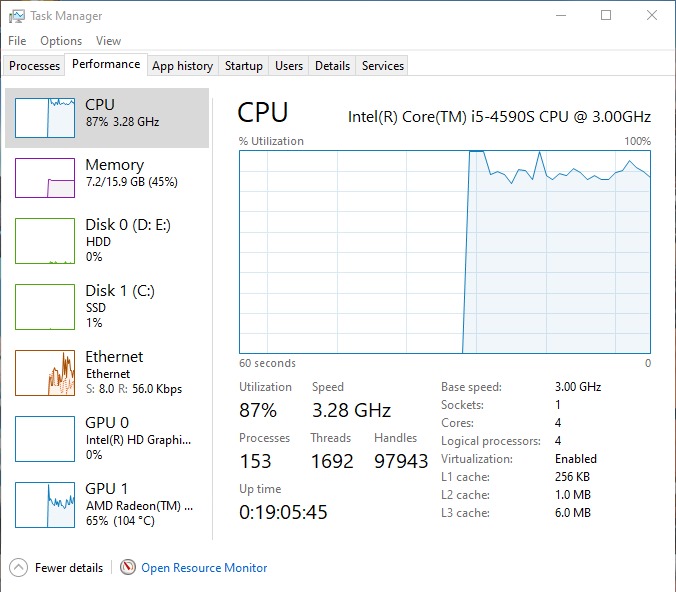 Task Manager
File Options View
Processes Performance App history Startup Users Details Services
CPU
87% 3.28 GHz
Memory
7.2/15.9 GB (45%)
Disk 0 (D: E:)
HDD
0%
Disk 1 (C:)
SSD
1%
Ethernet
Ethernet
S: 8.0 R: 56.0 Kbps
GPU 0
Intel(R) HD Graphi...
0%
GPU 1
AMD Radeon(TM) ...
65% (104 °C)
CPU Intel(R) Core(TM) i5-4590S CPU @ 3.00GHz
% Utilization 100%
60 seconds 0
Utilization Speed
87% 3.28 GHz
Processes Threads Handles
153 1692 97943
Up time
0:19:05:45
Base speed: 3.00 GHz
Sockets: 1
Cores: 4
Logical processors: 4
Virtualization: Enabled
L1 cache: 256 KB
L2 cache: 1.0 MB
L3 cache: 6.0 MB
Fewer details Open Resource Monitor